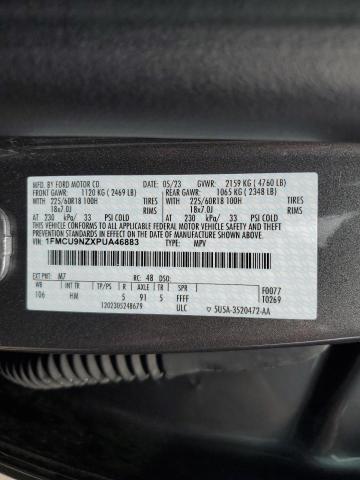 MFD. BY FORD MOTOR CO.
05/23 GVWR: 2159 KG (4760 LB)
FRONT GAWR: 1120 KG (2469 LB) REAR GAWR: 1065 KG (2348 LB)
225/60R18 100H TIRES 225/60R18 100H TIRES
18x7.0J RIMS 18x7.0J RIMS
AT 230 kPa/ 33 PSI COLD AT 230 kPa/ 33 PSI COLD
THIS VEHICLE CONFORMS TO ALL APPLICABLE FEDERAL MOTOR VEHICLE
SAFETY AND THEFT PREVENTION STANDARDS IN EFFECT ON THE DATE OF
MANUFACTURE SHOWN ABOVE.
VIN: 1FMCU9NZXPUA46883 TYPE: MPV
EXT PNT: M7 RC: 48 DSO:
WB INT TR TP/PS R AXLE TR SPR F0077
106 HM 5 91 5 FFFF T0269
1202305248679 ULC 5U5A-3520472-AA